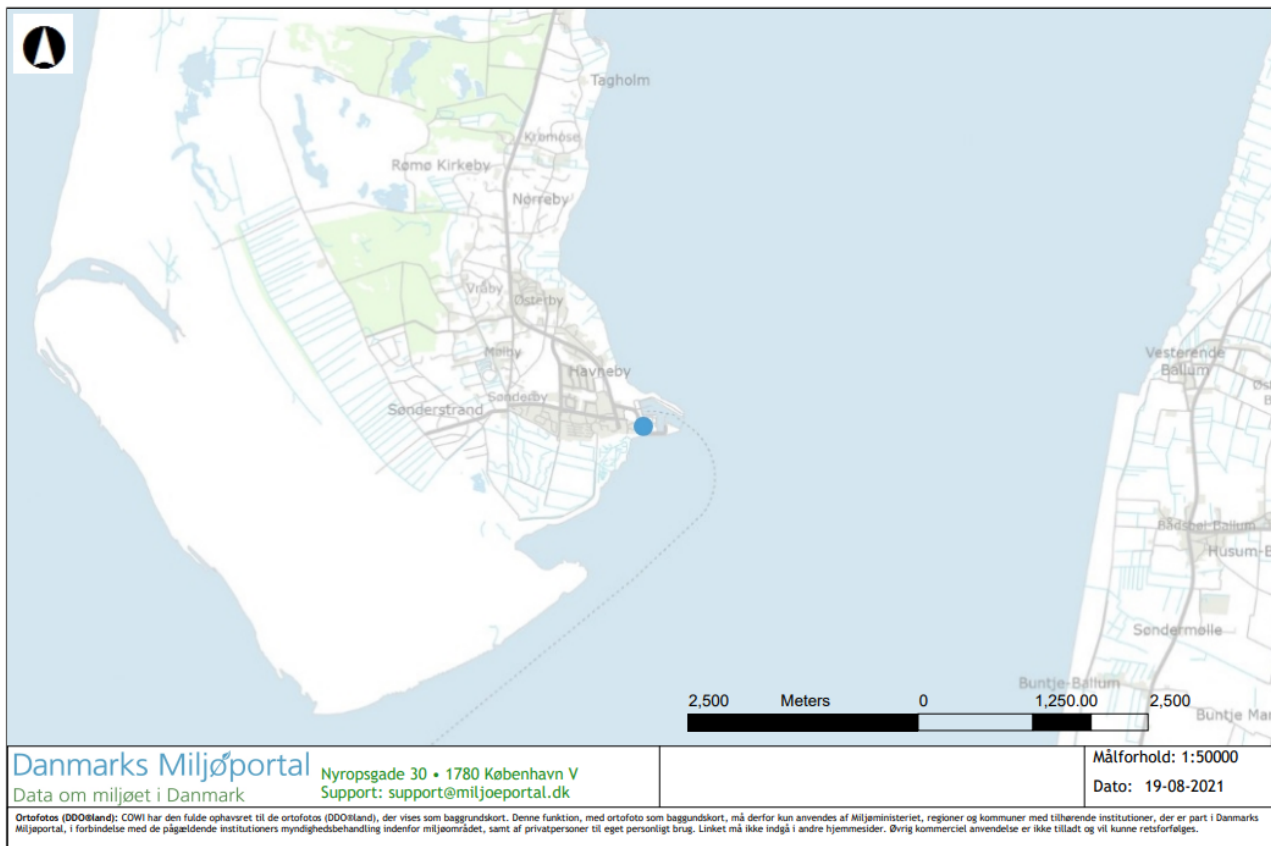 Tagholm
Kromose
Rømø Kirkeby
Nørreby
Vråby
Østerby
Mølby
Havneby
Vesterende
Ballum
Sønderby
Sønderstrand
Bådsbøl-Ballum
Husum-B
Søndermølle
Buntje-Ballum
Buntje Mar
2,500 Meters 0 1,250.00 2,500
Danmarks Miljøportal
Data om miljøet i Danmark
Nyropsgade 30 • 1780 København V
Support: support@miljoeportal.dk
Målforhold: 1:50000
Dato: 19-08-2021
Ortofotos (DDO®land): COWI har den fulde ophavsret til de ortofotos (DDO®land), der vises som baggrundskort. Denne funktion, med ortofoto som baggundskort, må derfor kun anvendes af Miljøministeriet, regioner og kommuner med tilhørende institutioner, der er part i Danmarks
Miljøportal, i forbindelse med de pågældende institutioners myndighedsbehandling indenfor miljøområdet, samt af privatpersoner til eget personligt brug. Linket må ikke indgå i andre hjemmesider. Øvrig kommerciel anvendelse er ikke tilladt og vil kunne retsforfølges.